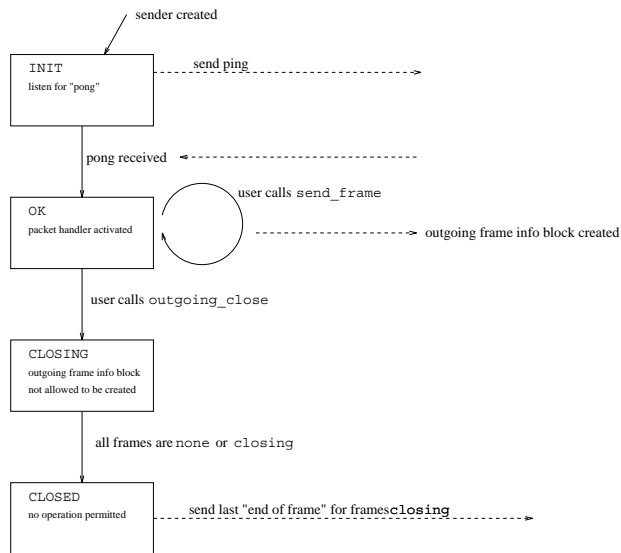 sender created
INIT
listen for "pong"
send ping
pong received
user calls send_frame
OK
packet handler activated
outgoing frame info block created
user calls outgoing_close
CLOSING
outgoing frame info block
not allowed to be created
all frames are none or closing
CLOSED
no operation permitted
send last "end of frame" for frames closing